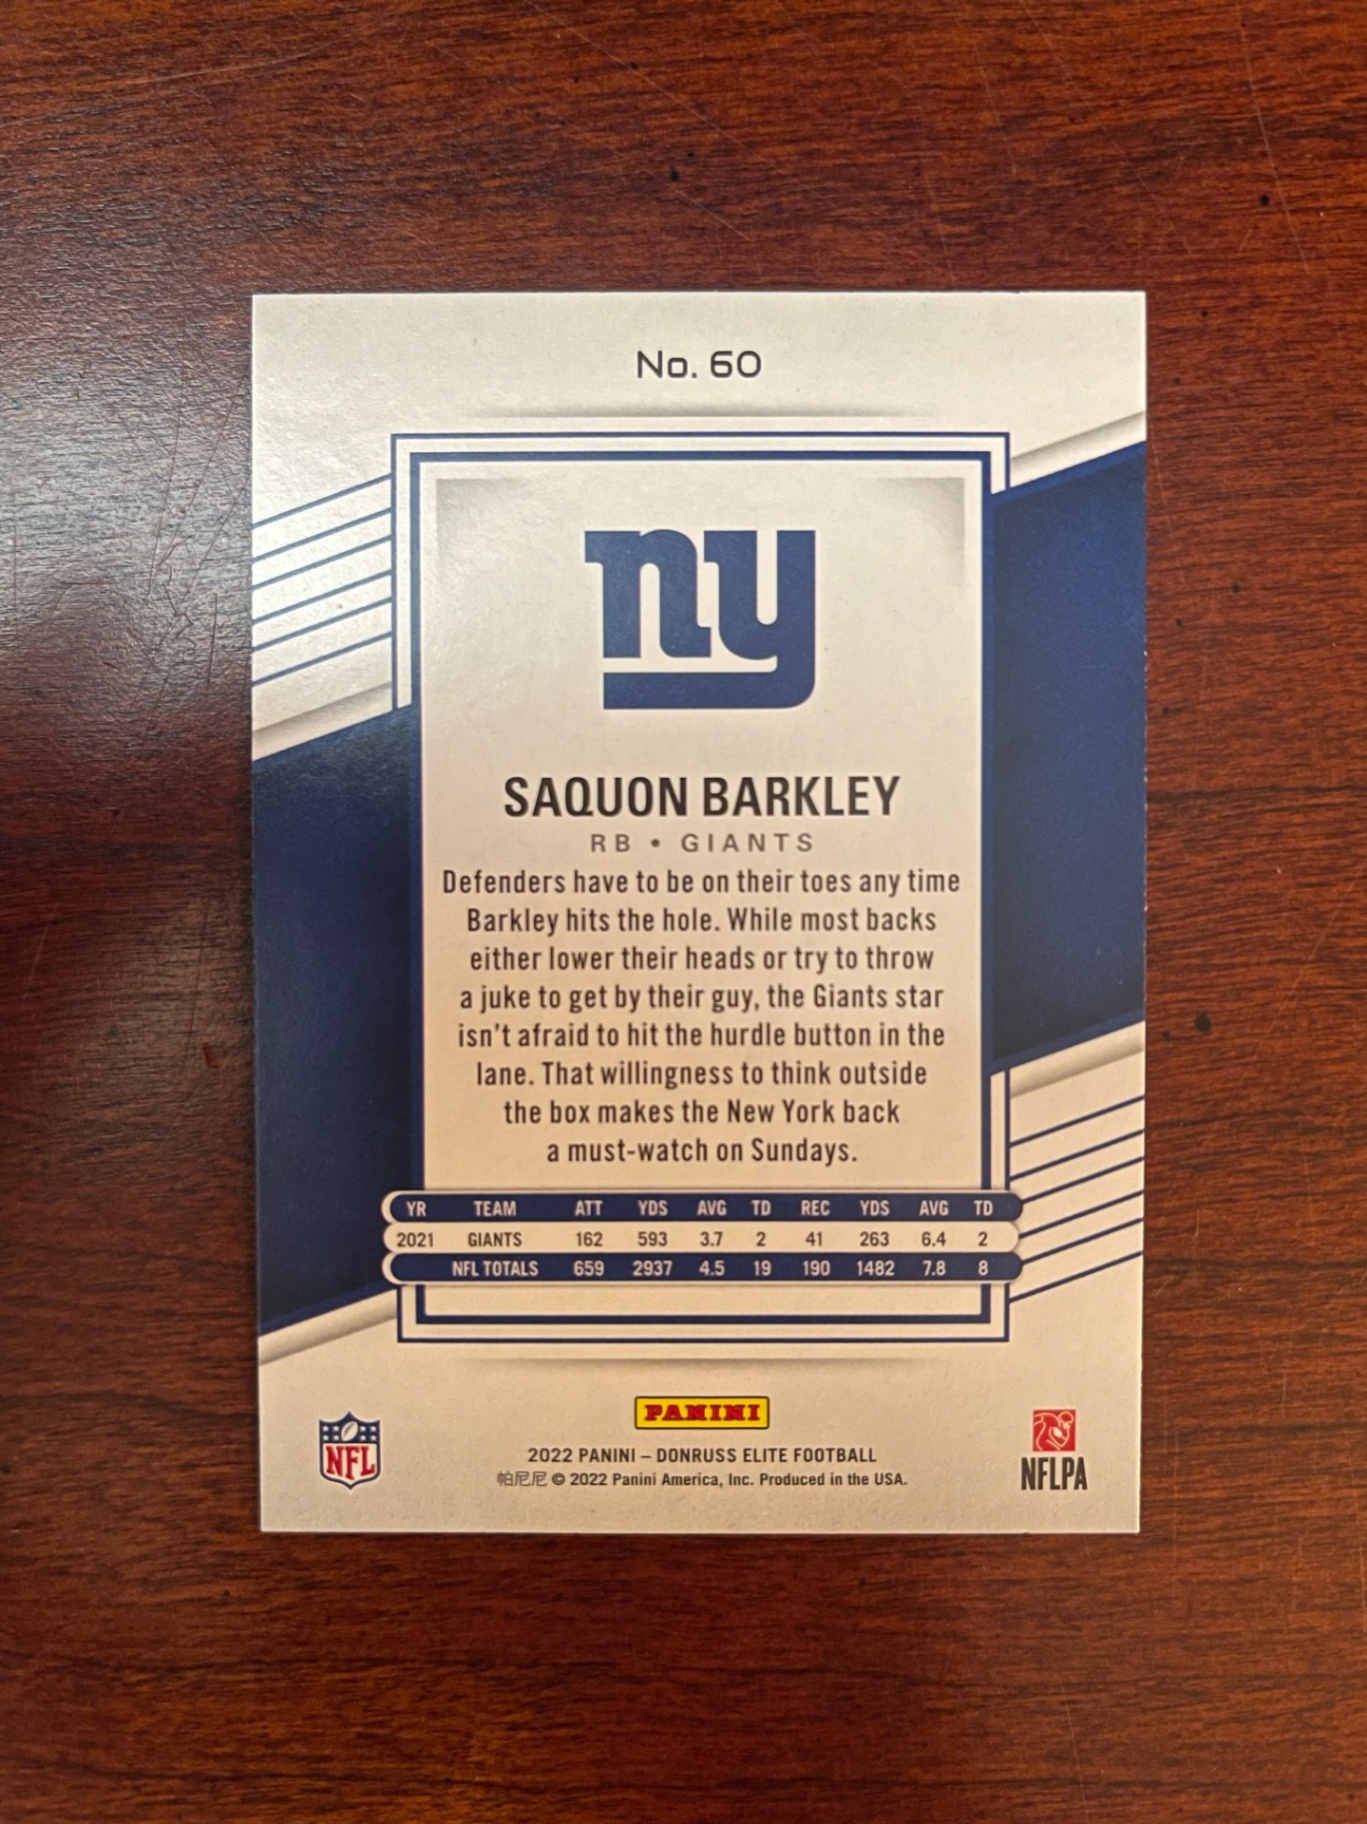 No. 60
ny
SAQUON BARKLEY
RB • GIANTS
Defenders have to be on their toes any time
Barkley hits the hole. While most backs
either lower their heads or try to throw
a juke to get by their guy, the Giants star
isn't afraid to hit the hurdle button in the
lane. That willingness to think outside
the box makes the New York back
a must-watch on Sundays.
YR TEAM ATT YDS AVG TD REC YDS AVG TD
2021 GIANTS 162 593 3.7 2 41 263 6.4 2
NFL TOTALS 659 2937 4.5 19 190 1482 7.8 8
PANINI
NFL
2022 PANINI – DONRUSS ELITE FOOTBALL
帕尼尼 © 2022 Panini America, Inc. Produced in the USA.
NFLPA